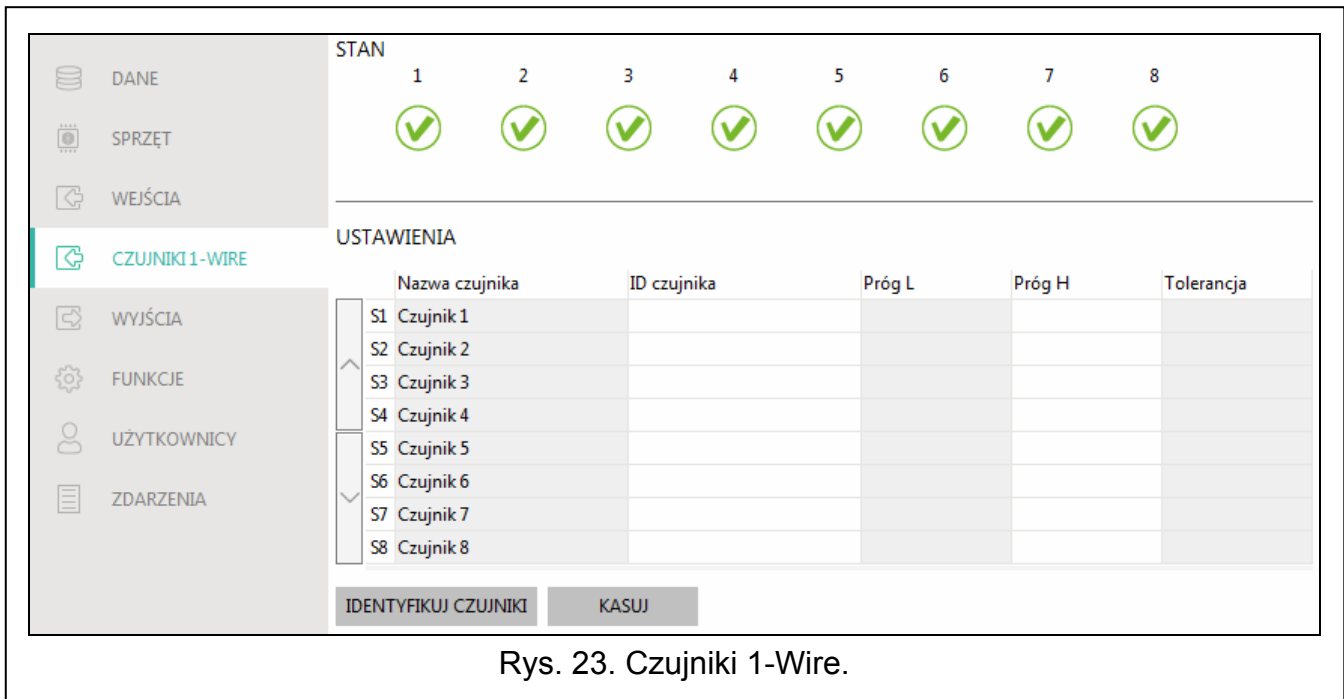 DANE
SPRZĘT
WEJŚCIA
CZUJNIKI 1-WIRE
WYJŚCIA
FUNKCJE
UŻYTKOWNICY
ZDARZENIA
STAN
1 2 3 4 5 6 7 8
USTAWIENIA
Nazwa czujnika ID czujnika Próg L Próg H Tolerancja
S1 Czujnik 1
S2 Czujnik 2
S3 Czujnik 3
S4 Czujnik 4
S5 Czujnik 5
S6 Czujnik 6
S7 Czujnik 7
S8 Czujnik 8
IDENTYFIKUJ CZUJNIKI KASUJ
Rys. 23. Czujniki 1-Wire.